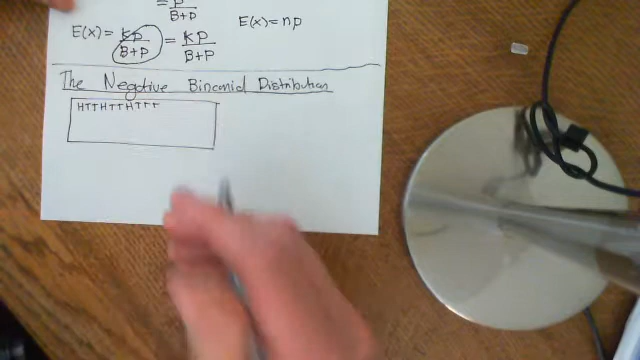 = P
B+P
E(x) = kp
B+P
= kp
B+P
E(x) = np
The Negative Binomial Distribution
HTTHTTHTTT